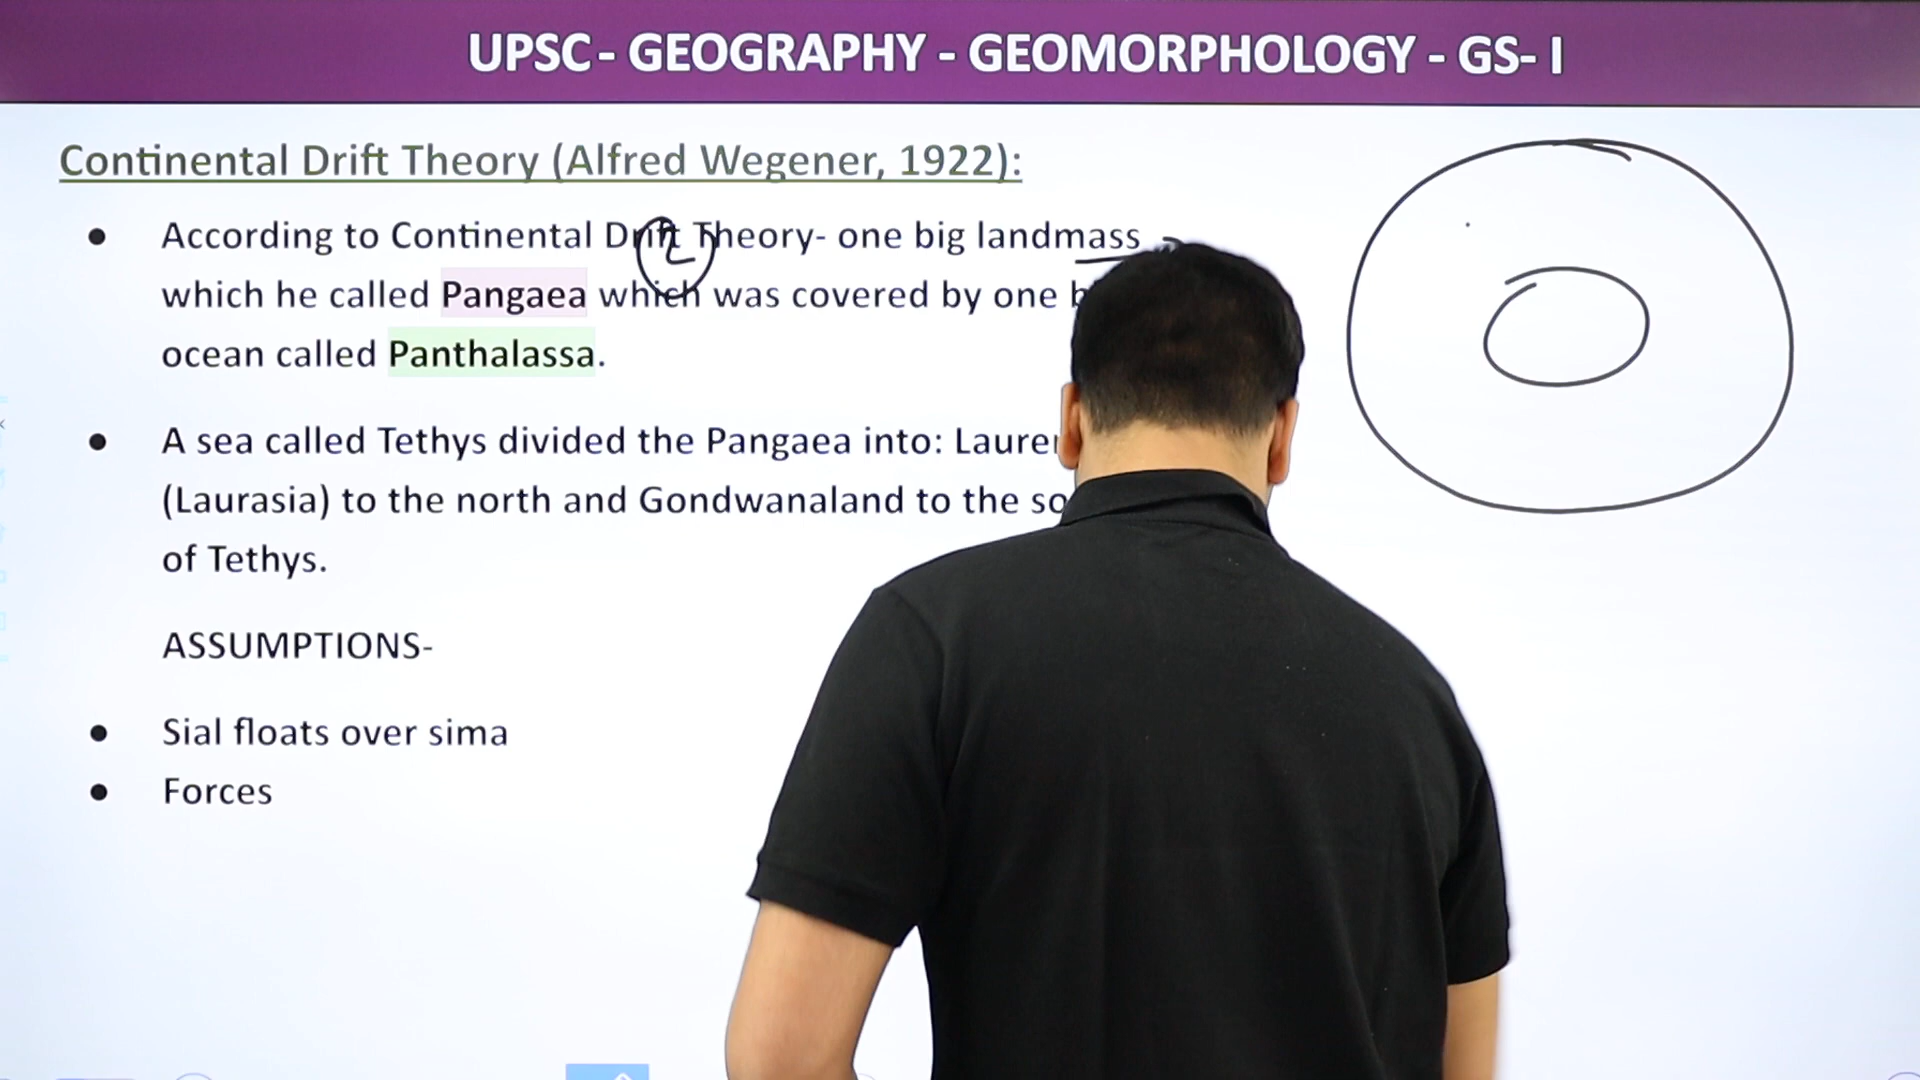 UPSC - GEOGRAPHY - GEOMORPHOLOGY - GS- I
Continental Drift Theory (Alfred Wegener, 1922):
● According to Continental Drift Theory- one big landmass
2
which he called Pangaea which was covered by one
ocean called Panthalassa.
● A sea called Tethys divided the Pangaea into:
(Laurasia) to the north and Gondwanaland to the
of Tethys.
ASSUMPTIONS-
● Sial floats over sima
● Forces